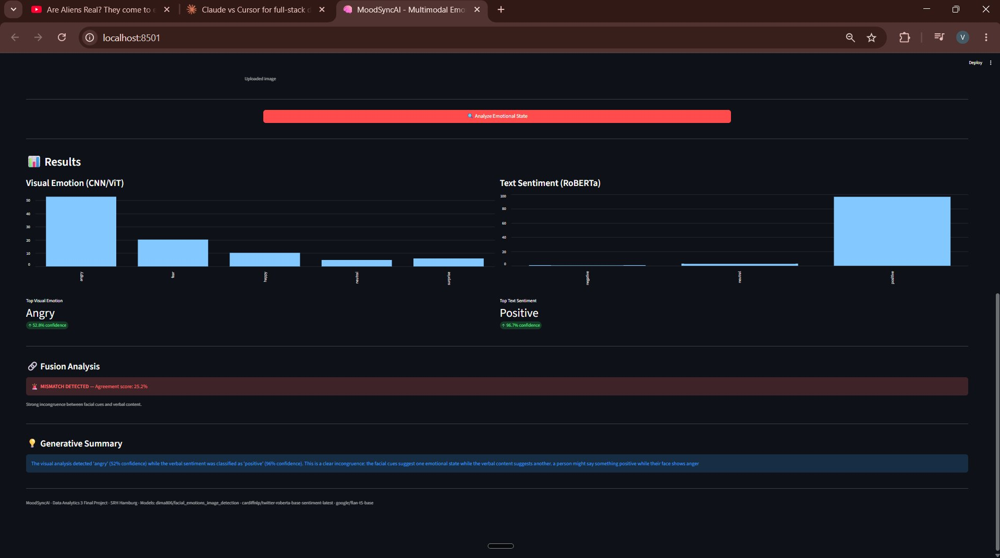 Are Aliens Real? They come to e
Claude vs Cursor for full-stack d
MoodSyncAI - Multimodal Emo
localhost:8501
V
Deploy
Uploaded image
Analyze Emotional State
Results
Visual Emotion (CNN/ViT)
50
40
30
20
10
0
angry
fear
happy
neutral
surprise
Top Visual Emotion
Angry
↑ 52.8% confidence
Text Sentiment (RoBERTa)
100
80
60
40
20
0
negative
neutral
positive
Top Text Sentiment
Positive
↑ 96.7% confidence
Fusion Analysis
MISMATCH DETECTED — Agreement score: 25.2%
Strong incongruence between facial cues and verbal content.
Generative Summary
The visual analysis detected 'angry' (52% confidence) while the verbal sentiment was classified as 'positive' (96% confidence). This is a clear incongruence: the facial cues suggest one emotional state while the verbal content suggests another. a person might say something positive while their face shows anger
MoodSyncAI · Data Analytics 3 Final Project · SRH Hamburg · Models: dima806/facial_emotions_image_detection · cardiffnlp/twitter-roberta-base-sentiment-latest · google/flan-t5-base